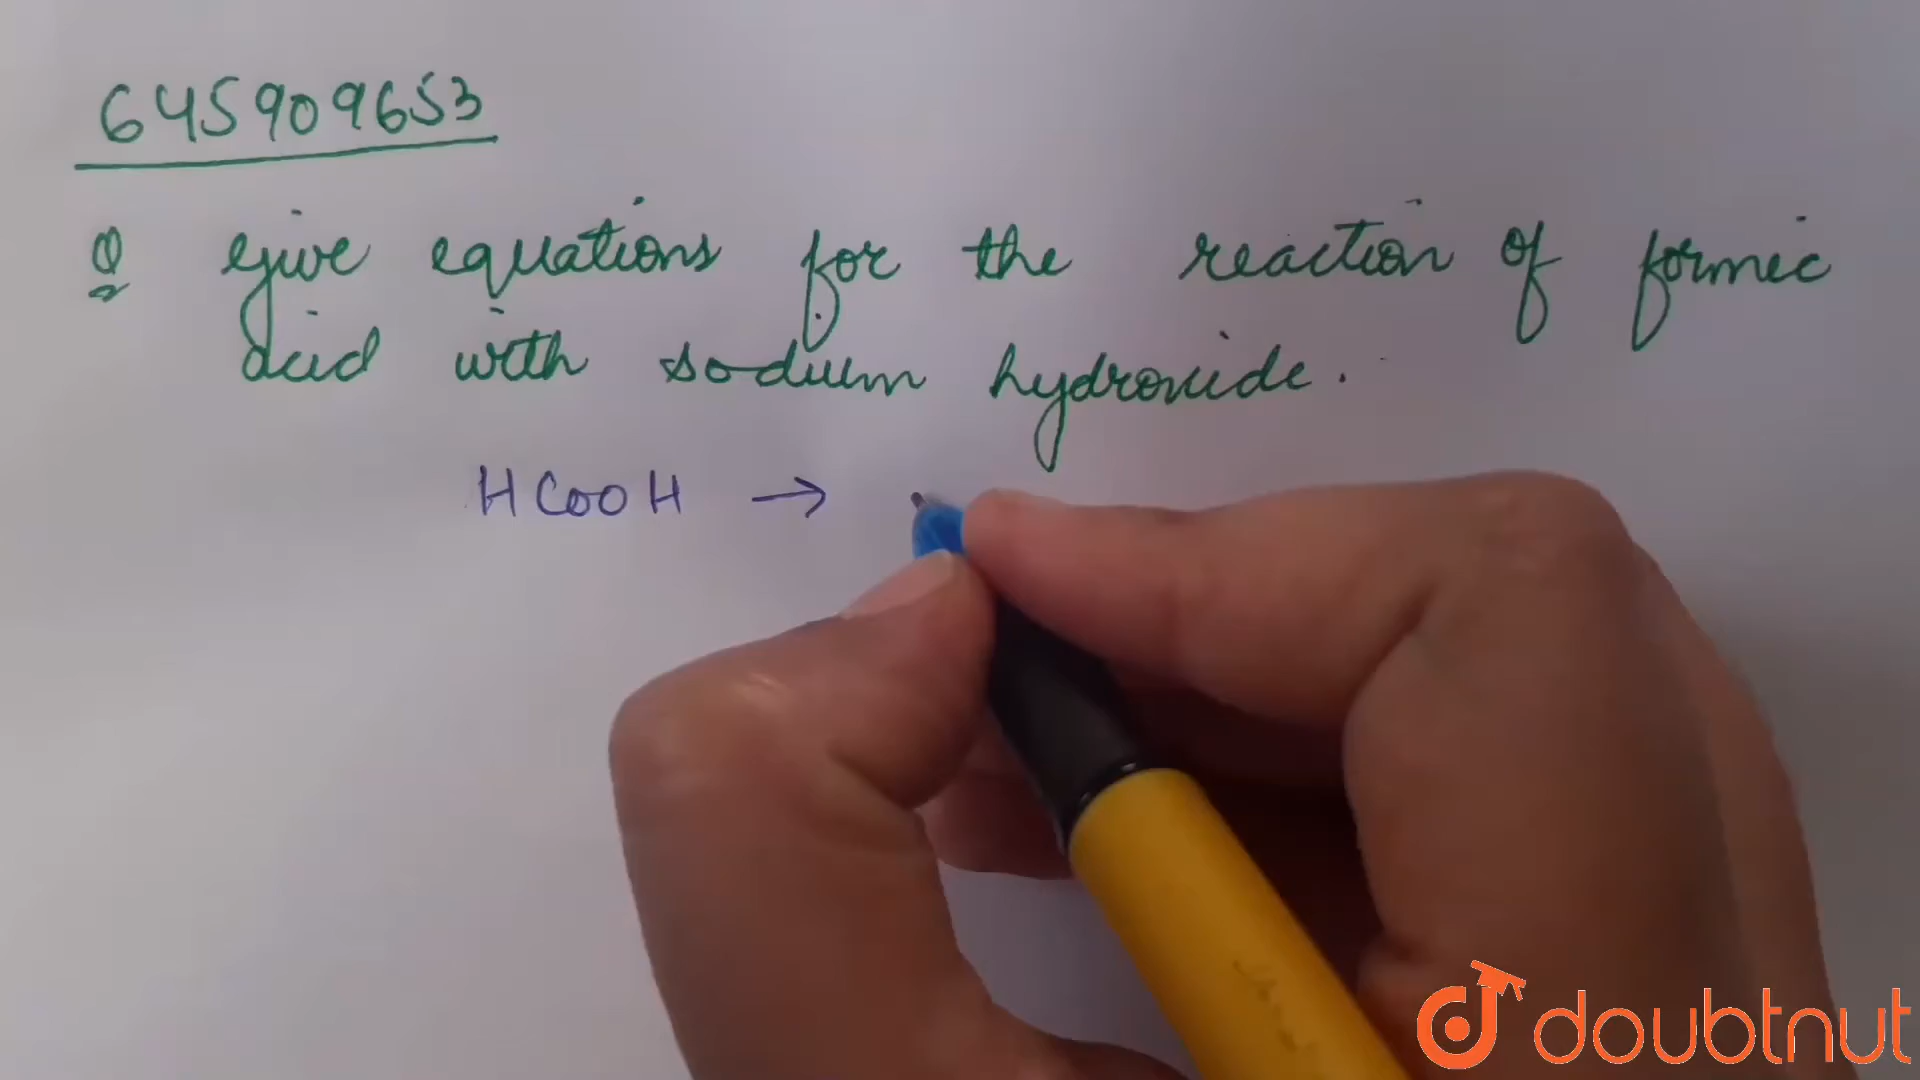 645909653
Q Give equations for the reaction of formic
acid with sodium hydroxide.
HCOOH →
doubtnut